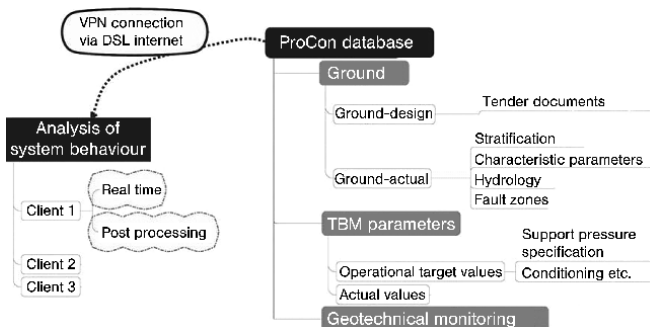 VPN connection
via DSL internet
ProCon database
Ground
Ground-design
Tender documents
Ground-actual
Stratification
Characteristic parameters
Hydrology
Fault zones
TBM parameters
Operational target values
Support pressure
specification
Conditioning etc.
Actual values
Geotechnical monitoring
Analysis of
system behaviour
Client 1
Real time
Post processing
Client 2
Client 3